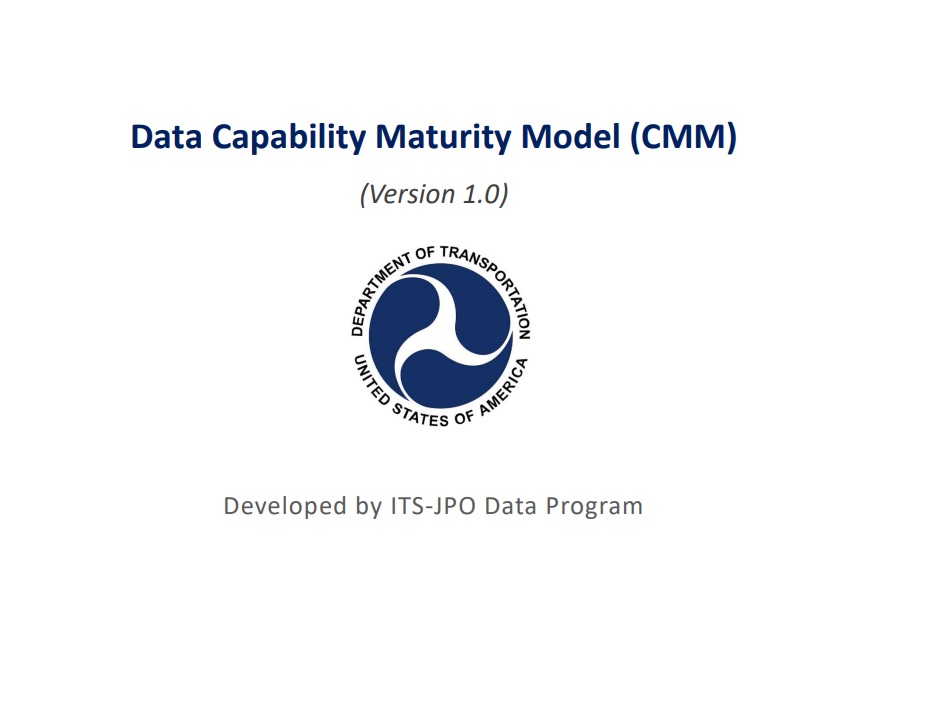 Data Capability Maturity Model (CMM)
(Version 1.0)
DEPARTMENT OF TRANSPORTATION
UNITED STATES OF AMERICA
Developed by ITS-JPO Data Program